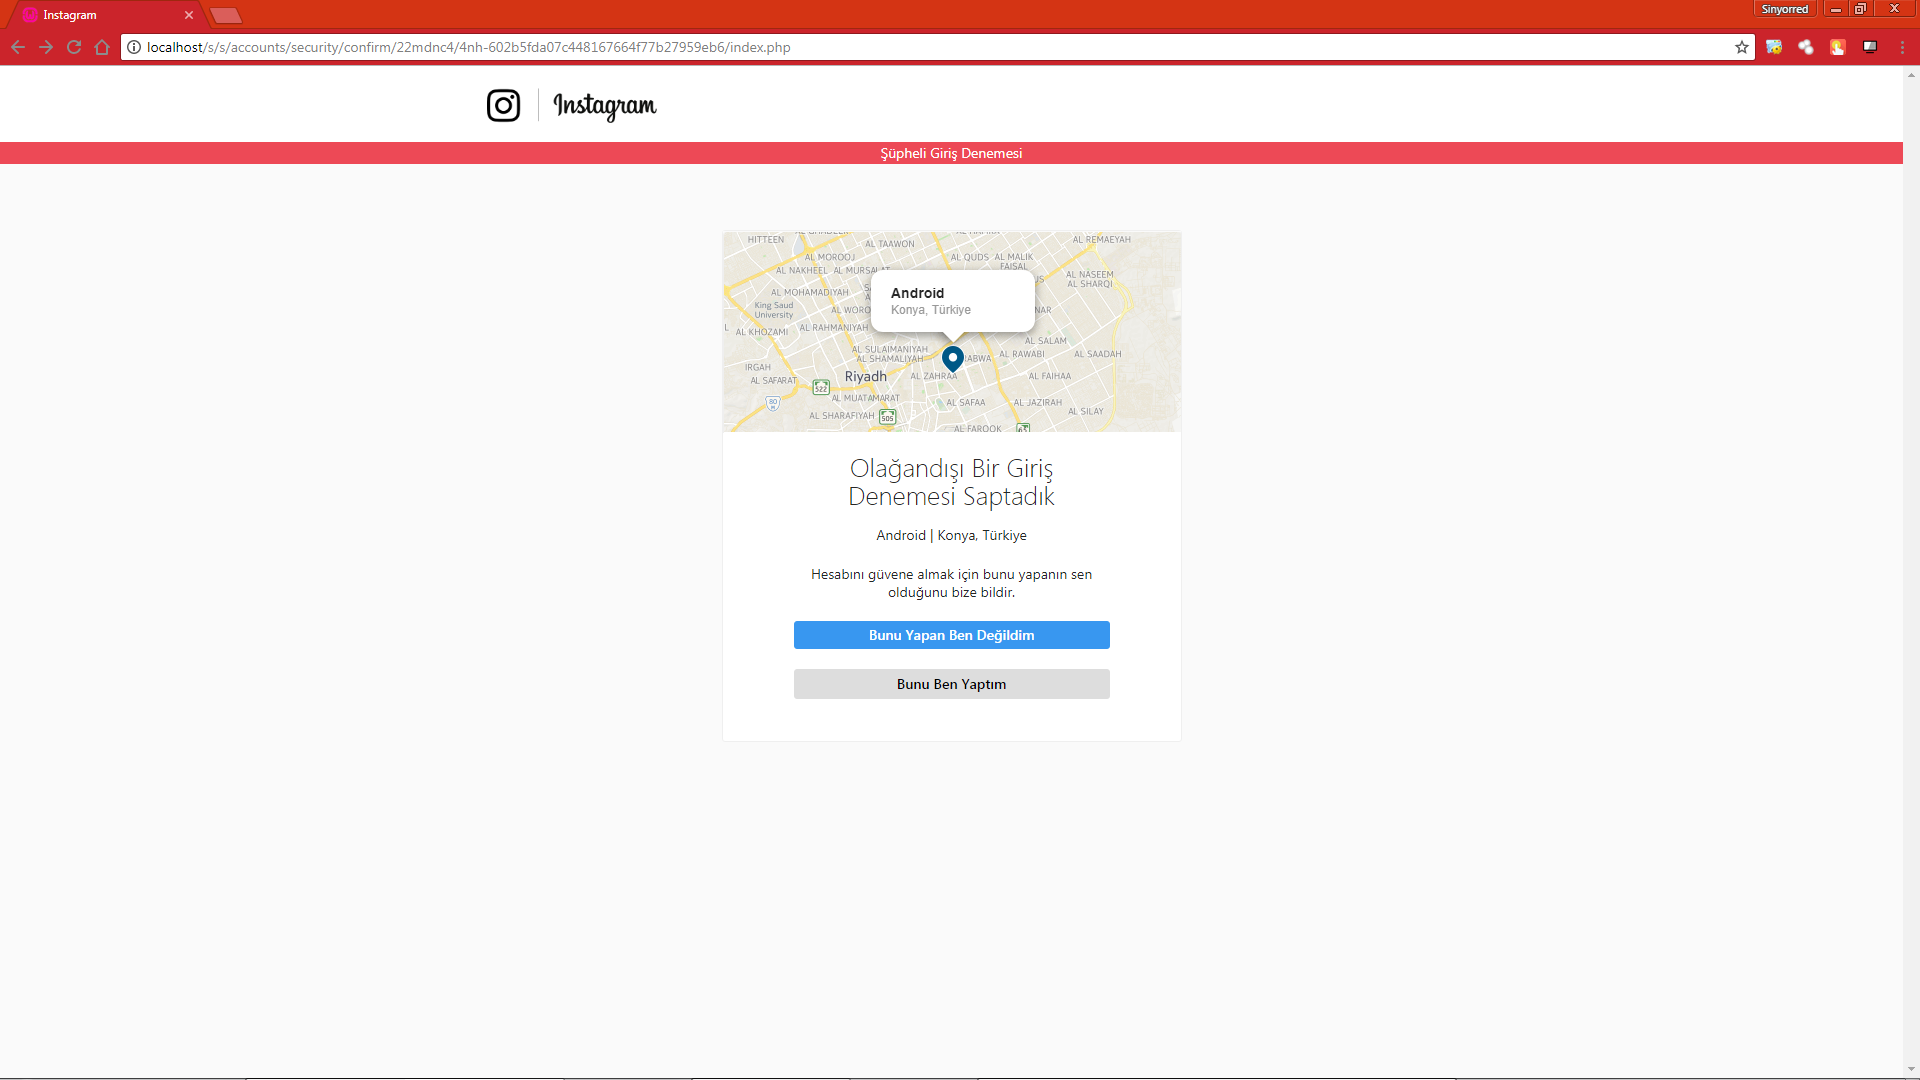 Instagram
Sinyorred
localhost/s/s/accounts/security/confirm/22mdnc4/4nh-602b5fda07c448167664f77b27959eb6/index.php
Instagram
Şüpheli Giriş Denemesi
HITTEEN
AL TAAWON
AL REMAEYAH
AL MOROOJ
AL QUDS
AL MALIK
FAISAL
AL NAKHEEL
AL MURSALA
AL NASEEM
AL SHARQI
AL MOHAMADIYAH
Android
Konya, Türkiye
King Saud
University
AL WORO
NAR
AL KHOZAMI
AL RAHMANIYAH
AL SALAM
AL SULAIMANIYAH
AL SHAMALIYAH
RABWA
AL RAWABI
AL SAADAH
IRGAH
AL SAFARAT
Riyadh
AL ZAHRAA
AL FAIHAA
522
80
AL MUATAMARAT
AL SAFAA
AL JAZIRAH
AL SHARAFIYAH
505
AL SILAY
AL FAROOK
Olağandışı Bir Giriş
Denemesi Saptadık
Android | Konya, Türkiye
Hesabını güvene almak için bunu yapanın sen
olduğunu bize bildir.
Bunu Yapan Ben Değildim
Bunu Ben Yaptım